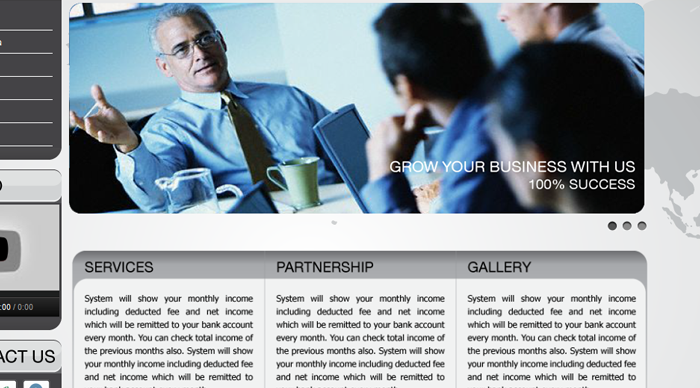 GROW YOUR BUSINESS WITH US
100% SUCCESS
0:00 / 0:00
ACT US
SERVICES
System will show your monthly income
including deducted fee and net income
which will be remitted to your bank account
every month. You can check total income of
the previous months also. System will show
your monthly income including deducted fee
and net income which will be remitted to
PARTNERSHIP
System will show your monthly income
including deducted fee and net income
which will be remitted to your bank account
every month. You can check total income of
the previous months also. System will show
your monthly income including deducted fee
and net income which will be remitted to
GALLERY
System will show your monthly income
including deducted fee and net income
which will be remitted to your bank account
every month. You can check total income of
the previous months also. System will show
your monthly income including deducted fee
and net income which will be remitted to